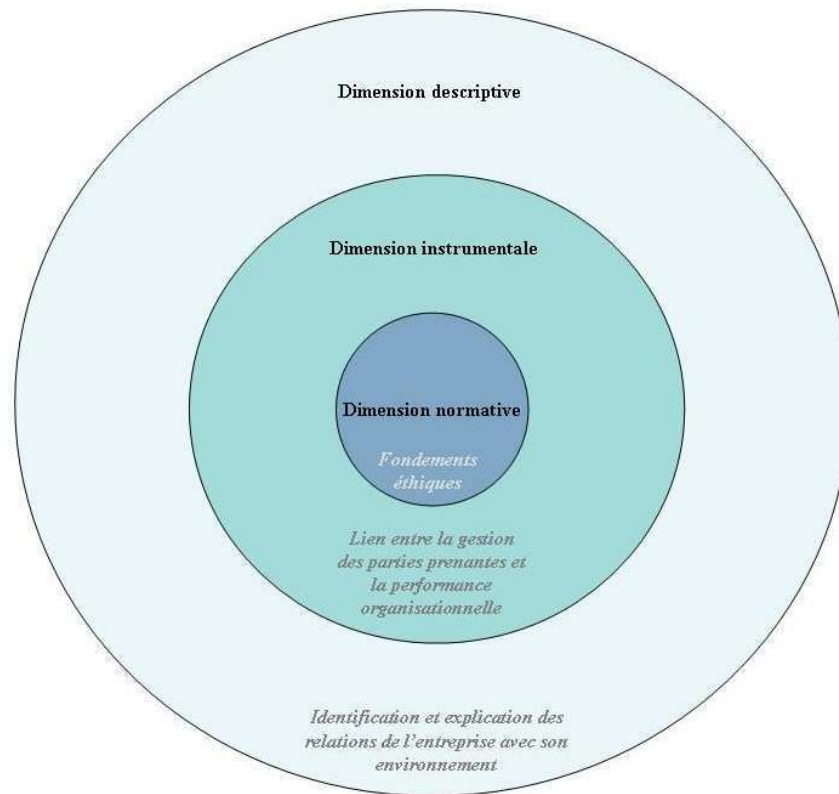 Dimension descriptive
Dimension instrumentale
Dimension normative
Fondements
éthiques
Lien entre la gestion
des parties prenantes et
la performance
organisationnelle
Identification et explication des
relations de l'entreprise avec son
environnement